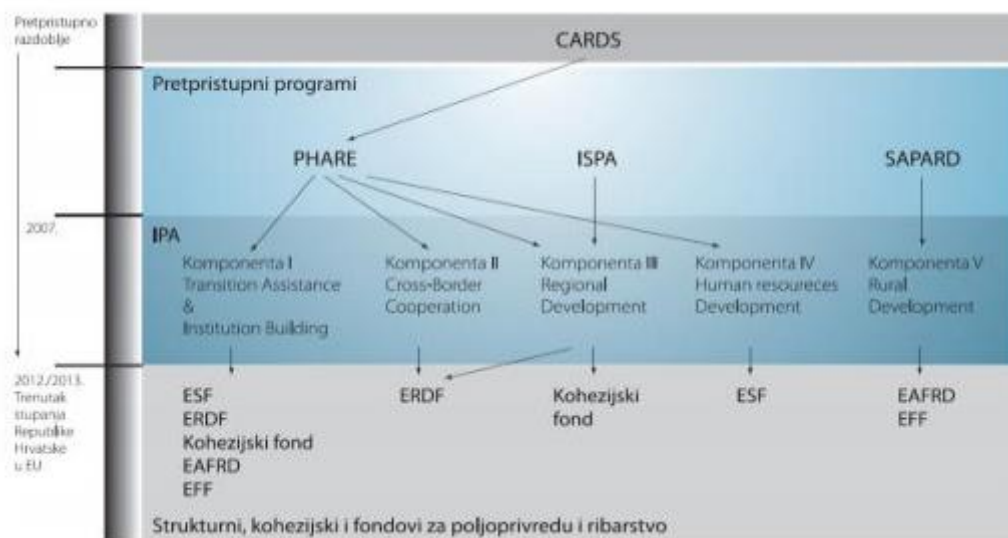 Pretpristupno
razdoblje
CARDS
Pretpristupni programi
PHARE
ISPA
SAPARD
2007.
IPA
Komponenta I
Transition Assistance
&
Institution Building
Komponenta II
Cross-Border
Cooperation
Komponenta III
Regional
Development
Komponenta IV
Human resoureces
Development
Komponenta V
Rural
Development
2012./2013.
Trenutak
stupanja
Republike
Hrvatske
u EU
ESF
ERDF
Kohezijski fond
EAFRD
EFF
ERDF
Kohezijski
fond
ESF
EAFRD
EFF
Strukturni, kohezijski i fondovi za poljoprivredu i ribarstvo